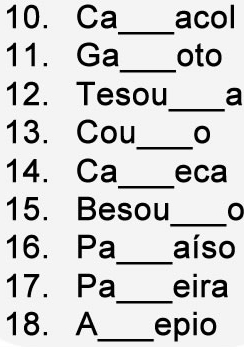 10. Ca___acol
11. Ga___oto
12. Tesou___a
13. Cou___o
14. Ca___eca
15. Besou___o
16. Pa___aíso
17. Pa___eira
18. A___epio